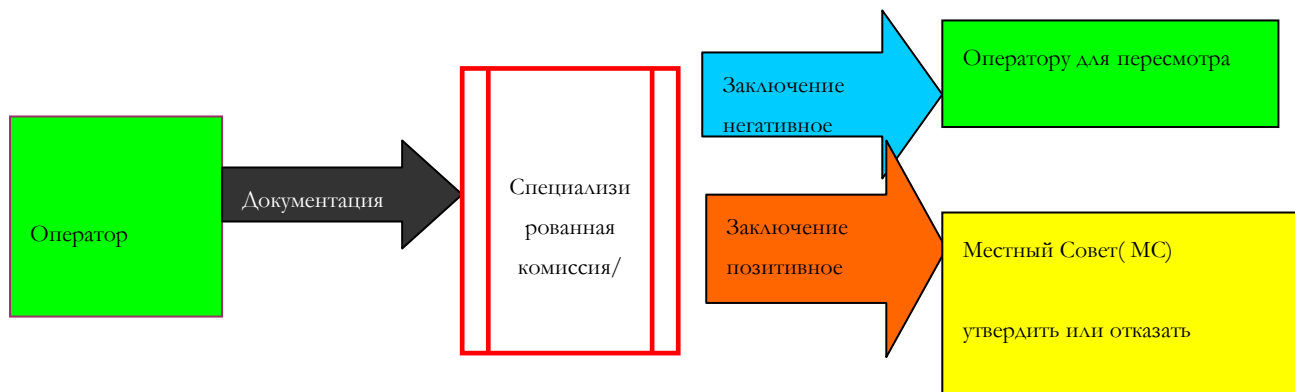 Оператор
Документация
Специализи
рованная
комиссия/
Заключение
негативное
Оператору для пересмотра
Заключение
позитивное
Местный Совет( МС)
утвердить или отказать